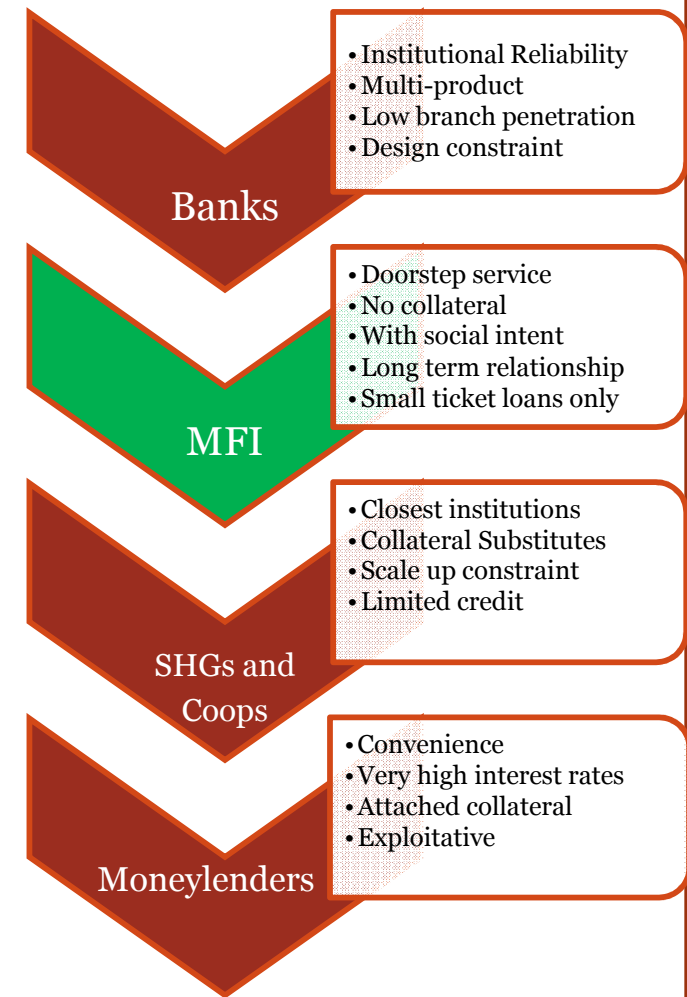 • Institutional Reliability
• Multi-product
• Low branch penetration
• Design constraint
Banks
• Doorstep service
• No collateral
• With social intent
• Long term relationship
• Small ticket loans only
MFI
• Closest institutions
• Collateral Substitutes
• Scale up constraint
• Limited credit
SHGs and
Coops
• Convenience
• Very high interest rates
• Attached collateral
• Exploitative
Moneylenders